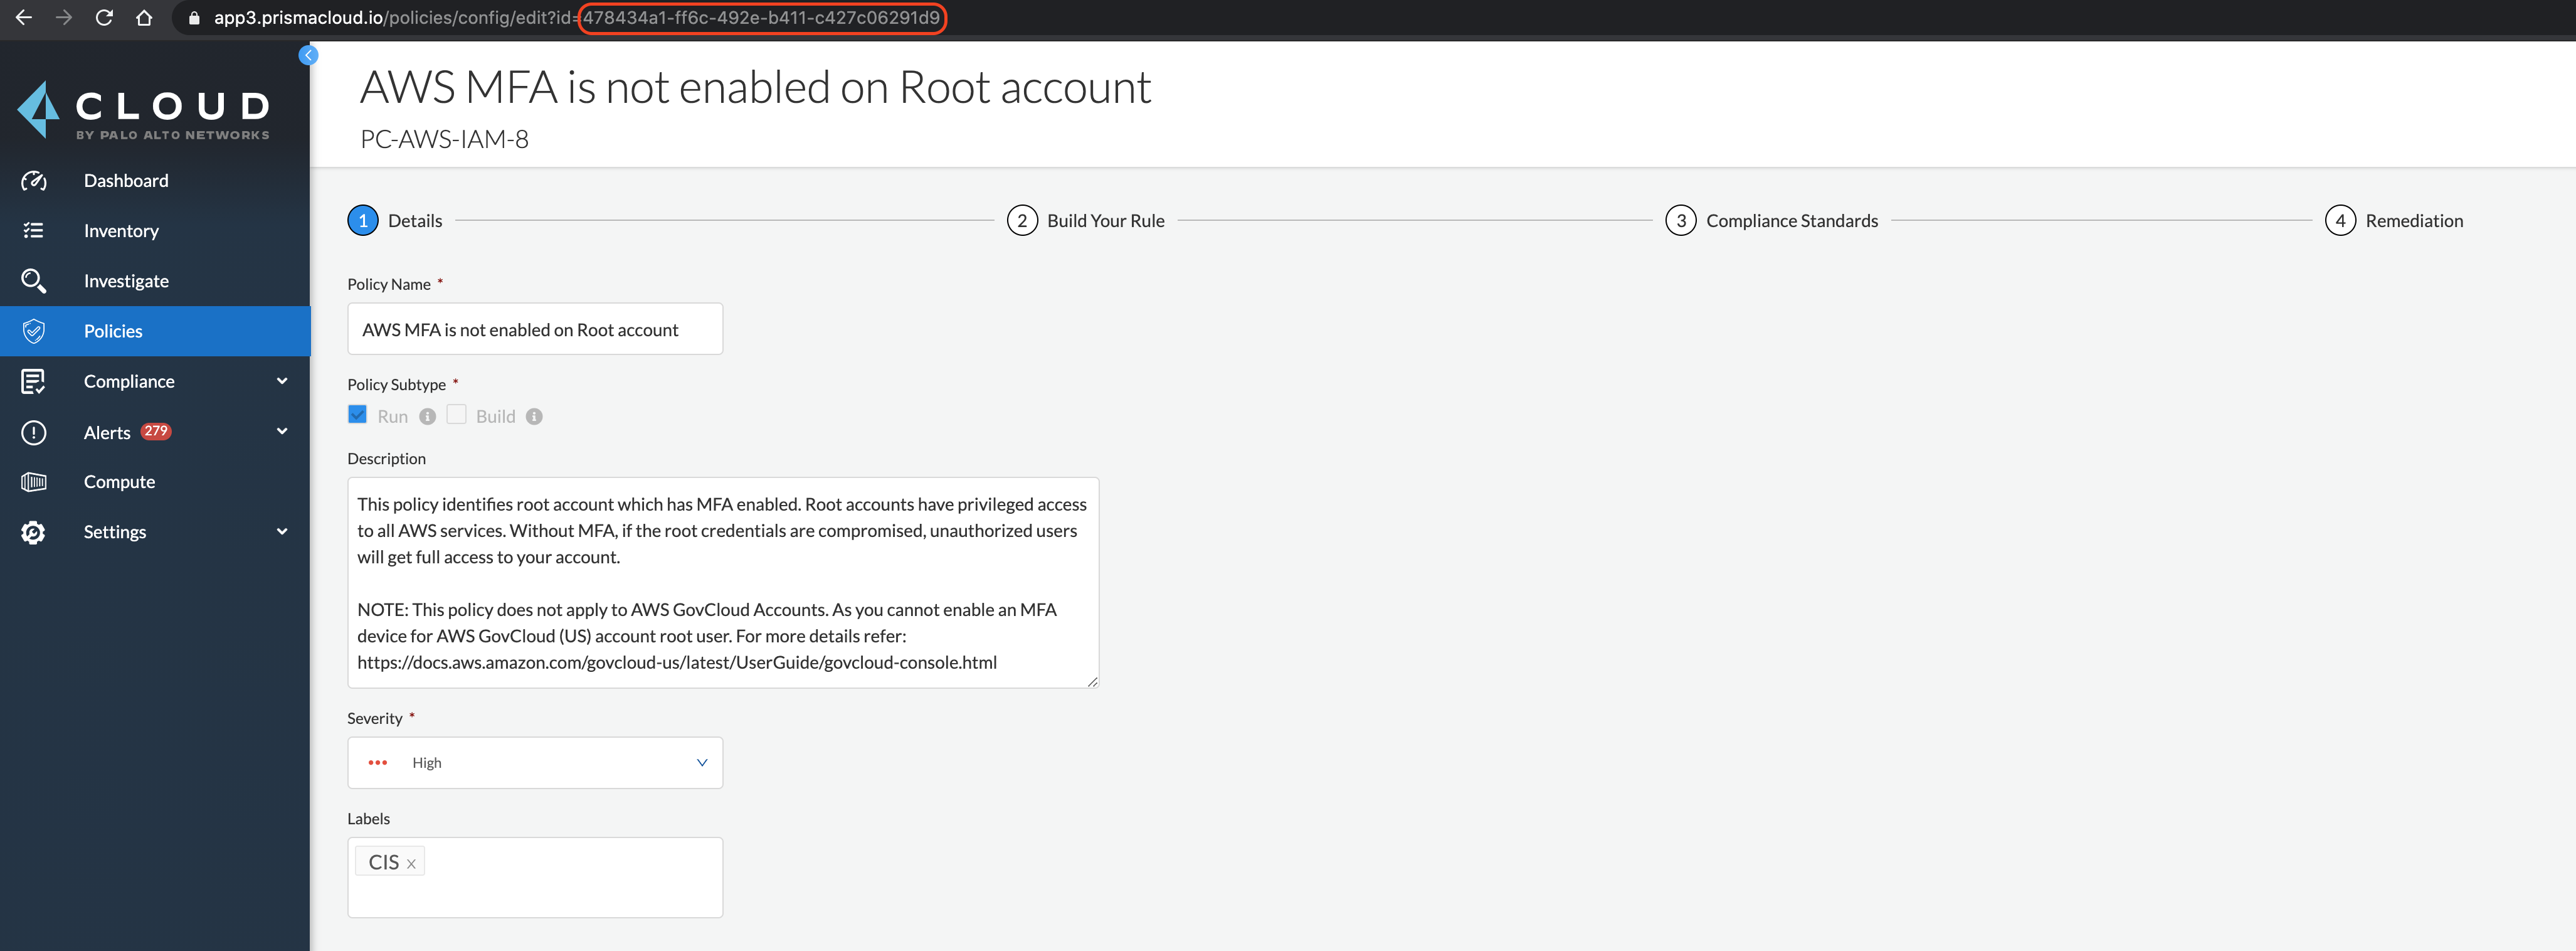 app3.prismacloud.io/policies/config/edit?id=478434a1-ff6c-492e-b411-c427c06291d9
CLOUD
BY PALO ALTO NETWORKS
Dashboard
Inventory
Investigate
Policies
Compliance
Alerts 279
Compute
Settings
AWS MFA is not enabled on Root account
PC-AWS-IAM-8
1 Details
2 Build Your Rule
3 Compliance Standards
4 Remediation
Policy Name *
AWS MFA is not enabled on Root account
Policy Subtype *
Run Build
Description
This policy identifies root account which has MFA enabled. Root accounts have privileged access
to all AWS services. Without MFA, if the root credentials are compromised, unauthorized users
will get full access to your account.
NOTE: This policy does not apply to AWS GovCloud Accounts. As you cannot enable an MFA
device for AWS GovCloud (US) account root user. For more details refer:
https://docs.aws.amazon.com/govcloud-us/latest/UserGuide/govcloud-console.html
Severity *
High
Labels
CIS x